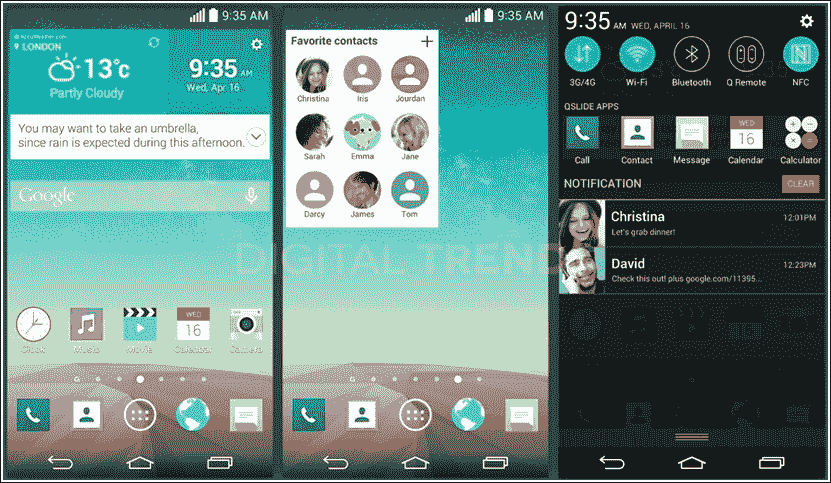 9:35 AM
AccuWeather.com
LONDON
13°c
Partly Cloudy
9:35 AM
Wed, Apr 16
You may want to take an umbrella,
since rain is expected during this afternoon.
Google
WED
16
Clock Music Movie Calendar Camera
9:35 AM
Favorite contacts
Christina Iris Jourdan
Sarah Emma Jane
Darcy James Tom
DIGITAL TREND
9:35 AM WED, APRIL 16
N
3G/4G Wi-Fi Bluetooth Q Remote NFC
QSLIDE APPS
WED
16
Call Contact Message Calendar Calculator
NOTIFICATION CLEAR
Christina 12:01PM
Let's grab dinner!
David 12:23PM
Check this out! plus google.com/11395...